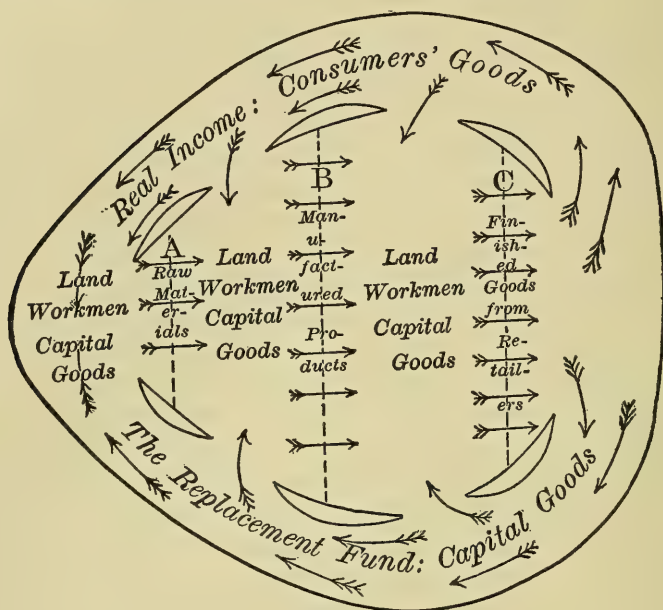 Real Income: Consumers' Goods
A
Raw
Mat-
er-
ials
B
Man-
u-
fact-
ured
Pro-
ducts
C
Fin-
ish-
ed
Goods
from
Re-
tail-
ers
Land
Workmen
Capital
Goods
Land
Workmen
Capital
Goods
Land
Workmen
Capital
Goods
The Replacement Fund: Capital Goods